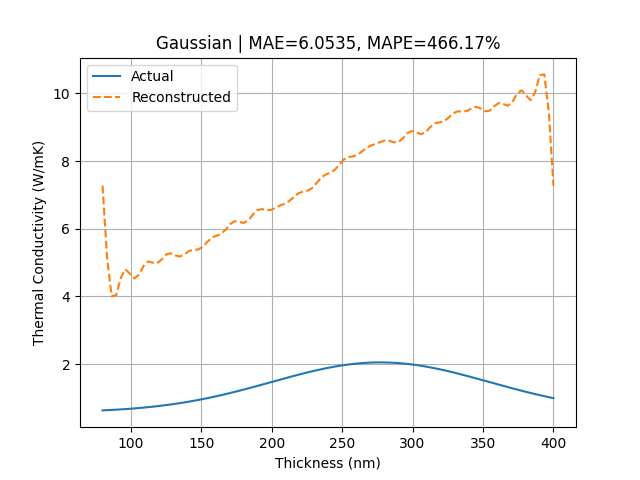 Gaussian | MAE=6.0535, MAPE=466.17%
Actual
Reconstructed
Thermal Conductivity (W/mK)
10
8
6
4
2
100 150 200 250 300 350 400
Thickness (nm)